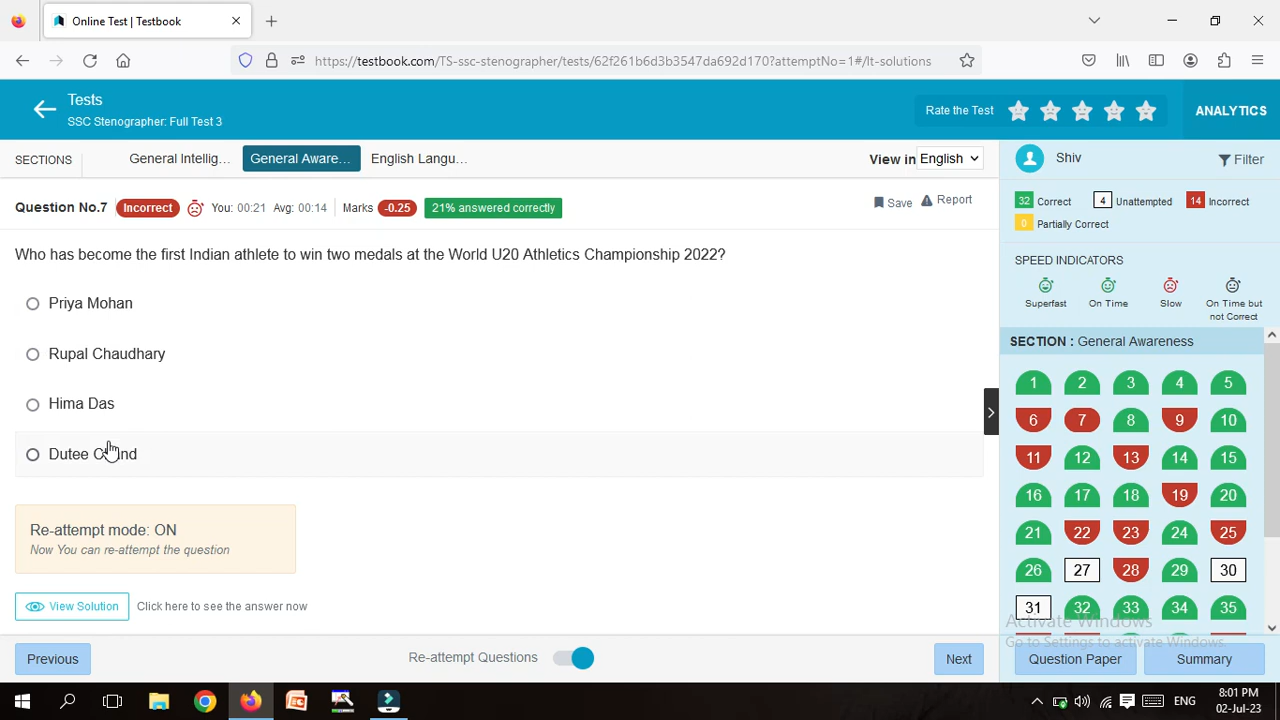 Online Test | Testbook
https://testbook.com/TS-ssc-stenographer/tests/62f261b6d3b3547da692d170?attemptNo=1#/lt-solutions
Tests
SSC Stenographer: Full Test 3
Rate the Test
ANALYTICS
SECTIONS
General Intellig...
General Aware...
English Langu...
View in English
Shiv
Filter
Question No.7
Incorrect
You: 00:21 Avg: 00:14
Marks -0.25
21% answered correctly
Save
Report
32 Correct
4 Unattempted
14 Incorrect
0 Partially Correct
Who has become the first Indian athlete to win two medals at the World U20 Athletics Championship 2022?
Priya Mohan
Rupal Chaudhary
Hima Das
Dutee
SPEED INDICATORS
Superfast
On Time
Slow
On Time but
not Correct
SECTION : General Awareness
1 2 3 4 5
6 7 8 9 10
11 12 13 14 15
16 17 18 19 20
21 22 23 24 25
26 27 28 29 30
31 32 33 34 35
Re-attempt mode: ON
Now You can re-attempt the question
View Solution
Click here to see the answer now
Activate Windows
Go to Settings to activate Windows.
Previous
Re-attempt Questions
Next
Question Paper
Summary
ENG
8:01 PM
02-Jul-23